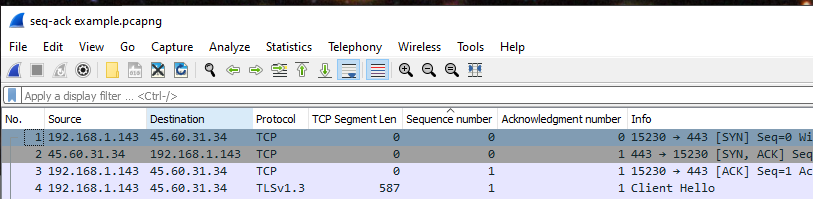 seq-ack example.pcapng
File Edit View Go Capture Analyze Statistics Telephony Wireless Tools Help
Apply a display filter ... <Ctrl-/>
No. Source Destination Protocol TCP Segment Len Sequence number Acknowledgment number Info
1 192.168.1.143 45.60.31.34 TCP 0 0 0 15230 → 443 [SYN] Seq=0 Wi
2 45.60.31.34 192.168.1.143 TCP 0 0 1 443 → 15230 [SYN, ACK] Seq
3 192.168.1.143 45.60.31.34 TCP 0 1 1 15230 → 443 [ACK] Seq=1 Ac
4 192.168.1.143 45.60.31.34 TLSv1.3 587 1 1 Client Hello